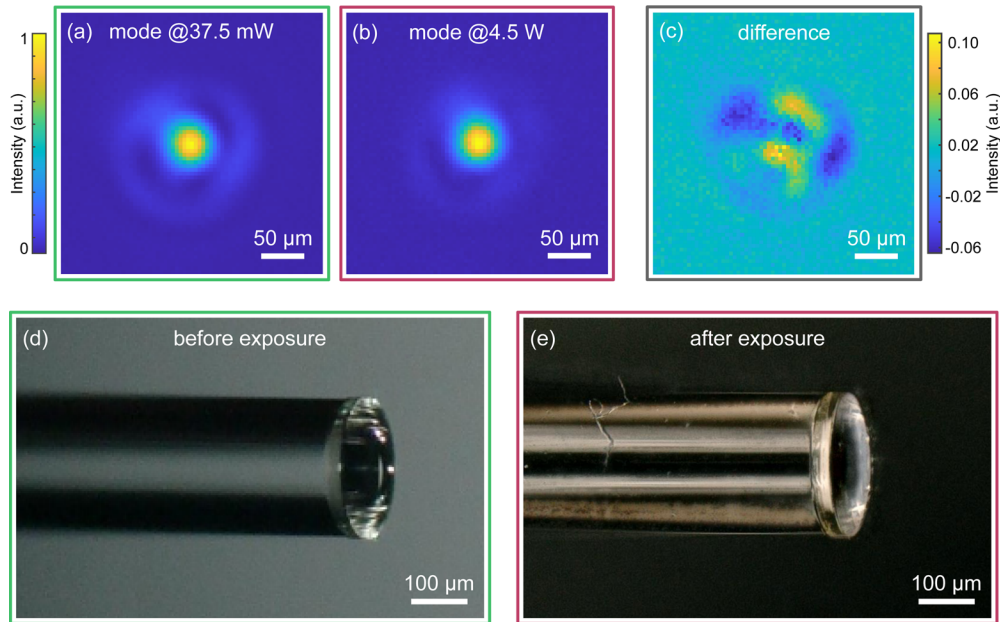 (a) mode @37.5 mW
(b) mode @4.5 W
(c) difference
1
Intensity (a.u.)
0
50 µm
50 µm
50 µm
0.10
0.06
0.02
-0.02
-0.06
Intensity (a.u.)
(d) before exposure
100 µm
(e) after exposure
100 µm